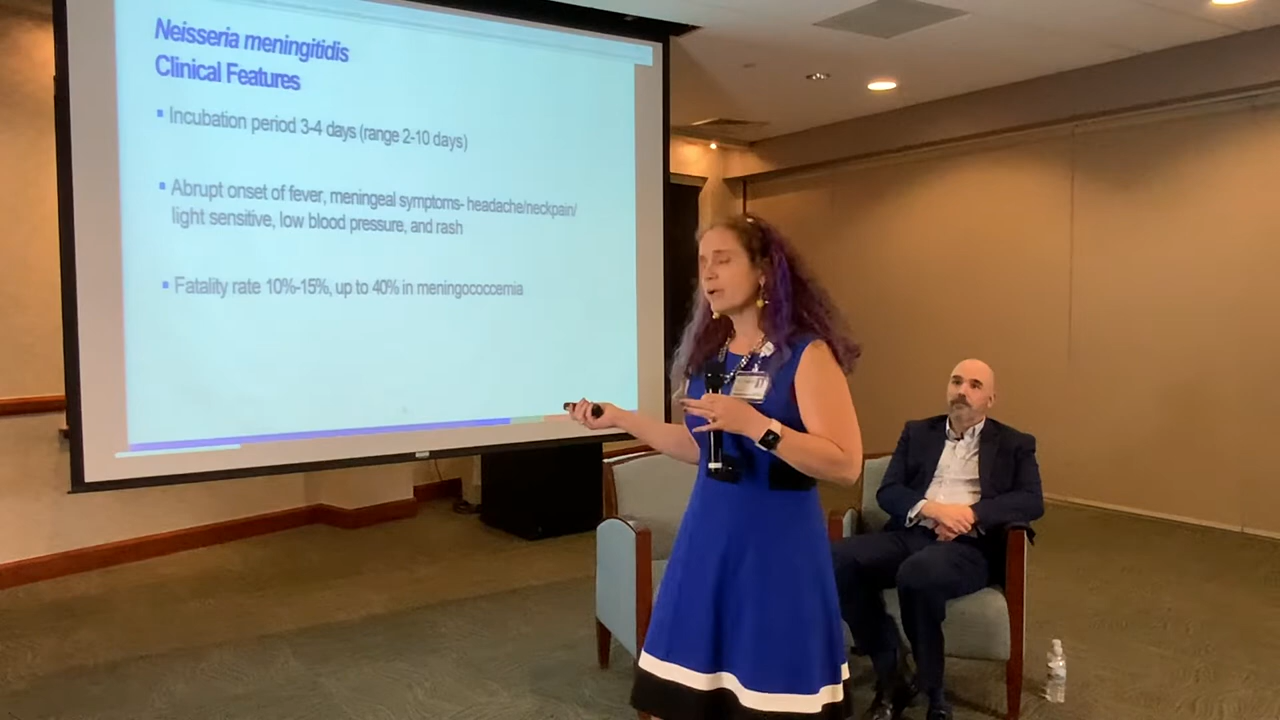 Neisseria meningitidis
Clinical Features
▪ Incubation period 3-4 days (range 2-10 days)
▪ Abrupt onset of fever, meningeal symptoms- headache/neckpain/
light sensitive, low blood pressure, and rash
▪ Fatality rate 10%-15%, up to 40% in meningococcemia